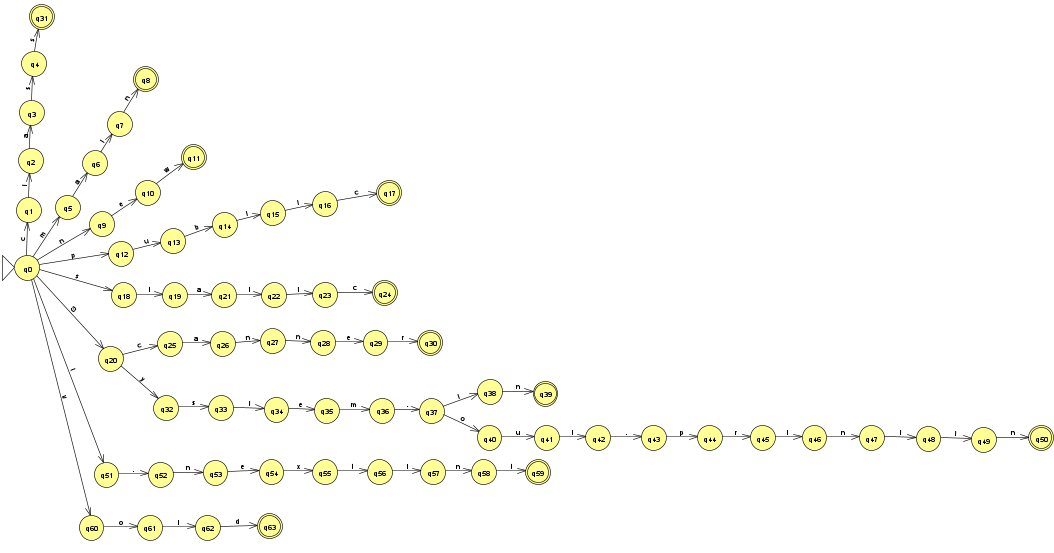 q31
s
q4
s
q3
a
q2
l
q1
c
q8
n
q7
i
q6
a
q5
m
q11
w
q10
e
q9
n
q0 p q12 u q13 b q14 l q15 i q16 c q17
s q18 t q19 a q21 t q22 i q23 c q24
S q20 c q25 a q26 n q27 n q28 e q29 r q30
y q32 s q33 t q34 e q35 m q36 . q37 i q38 n q39
o q40 u q41 t q42 . q43 p q44 r q45 i q46 n q47 t q48 l q49 n q50
i q51 . q52 n q53 e q54 x q55 t q56 I q57 n q58 t q59
v q60 o q61 i q62 d q63